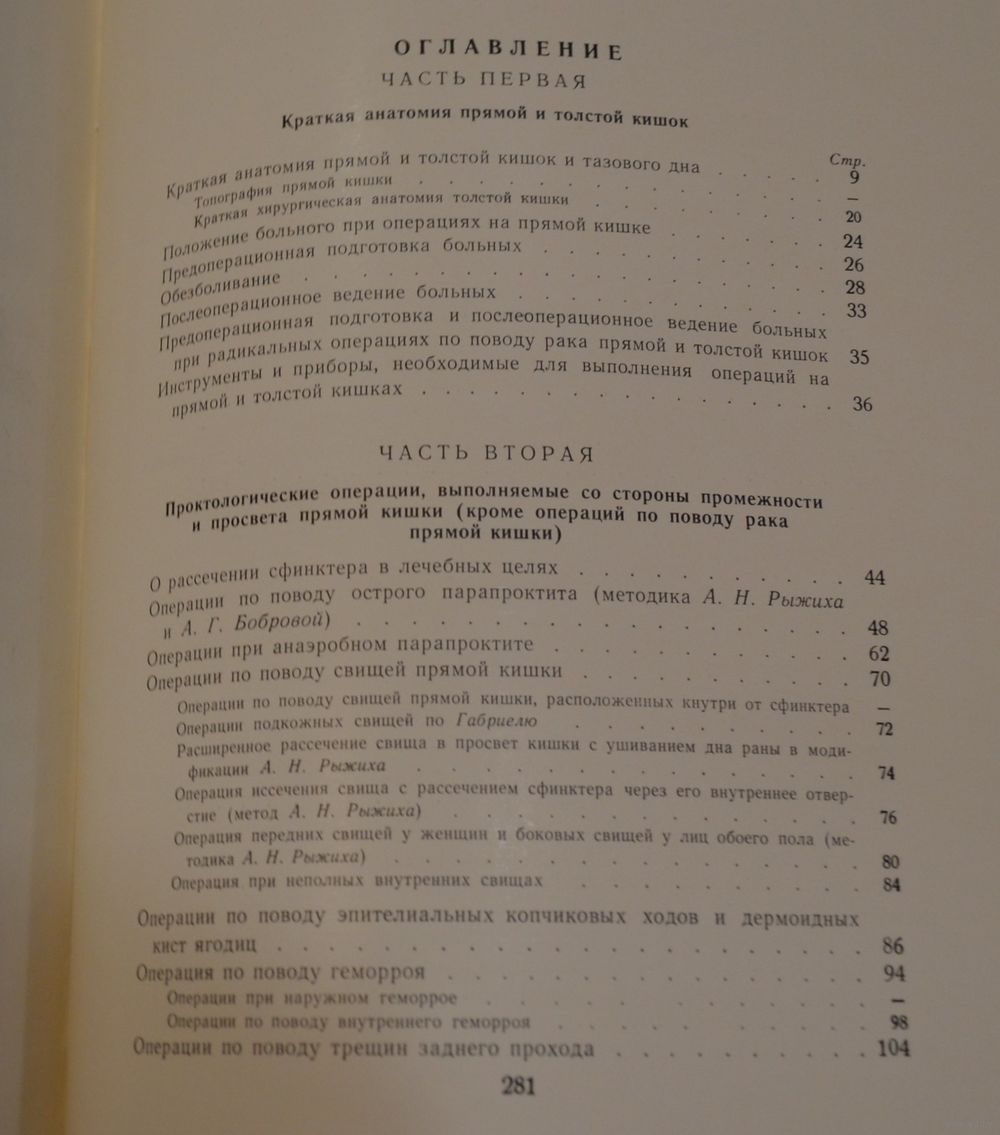 ОГЛАВЛЕНИЕ
ЧАСТЬ ПЕРВАЯ
Краткая анатомия прямой и толстой кишок
Стр.
Краткая анатомия прямой и толстой кишок и тазового дна . . . . . 9
Топография прямой кишки . . . . . . . . . . . . —
Краткая хирургическая анатомия толстой кишки . . . . . . . 20
Положение больного при операциях на прямой кишке . . . . . . 24
Предоперационная подготовка больных . . . . . . . . . . 26
Обезболивание . . . . . . . . . . . . . . . . . 28
Послеоперационное ведение больных . . . . . . . . . . . 33
Предоперационная подготовка и послеоперационное ведение больных
при радикальных операциях по поводу рака прямой и толстой кишок 35
Инструменты и приборы, необходимые для выполнения операций на
прямой и толстой кишках . . . . . . . . . . . . . 36
ЧАСТЬ ВТОРАЯ
Проктологические операции, выполняемые со стороны промежности
и просвета прямой кишки (кроме операций по поводу рака
прямой кишки)
О рассечении сфинктера в лечебных целях . . . . . . . . . 44
Операции по поводу острого парапроктита (методика А. Н. Рыжиха
и А. Г. Бобровой) . . . . . . . . . . . . . . . . 48
Операции при анаэробном парапроктите . . . . . . . . . . 62
Операции по поводу свищей прямой кишки . . . . . . . . . 70
Операции по поводу свищей прямой кишки, расположенных кнутри от сфинктера —
Операции подкожных свищей по Габриелю . . . . . . . . 72
Расширенное рассечение свища в просвет кишки с ушиванием дна раны в моди-
фикации А. Н. Рыжиха . . . . . . . . . . . . . 74
Операция иссечения свища с рассечением сфинктера через его внутреннее отвер-
стие (метод А. Н. Рыжиха) . . . . . . . . . . . . 76
Операция передних свищей у женщин и боковых свищей у лиц обоего пола (ме-
тодика А. Н. Рыжиха) . . . . . . . . . . . . . . 80
Операция при неполных внутренних свищах . . . . . . . . 84
Операции по поводу эпителиальных копчиковых ходов и дермоидных
кист ягодиц . . . . . . . . . . . . . . . . . . 86
Операция по поводу геморроя . . . . . . . . . . . . . 94
Операции при наружном геморрое . . . . . . . . . . —
Операции по поводу внутреннего геморроя . . . . . . . . 98
Операции по поводу трещин заднего прохода . . . . . . . . . 104
281